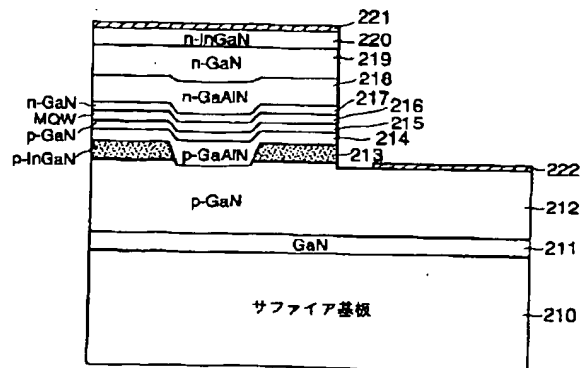 221
n-InGaN 220
n-GaN 219
218
n-GaAlN
n-GaN 217
MQW 216
p-GaN 215
214
p-InGaN p-GaAlN 213
222
p-GaN 212
GaN 211
サファイア基板 210